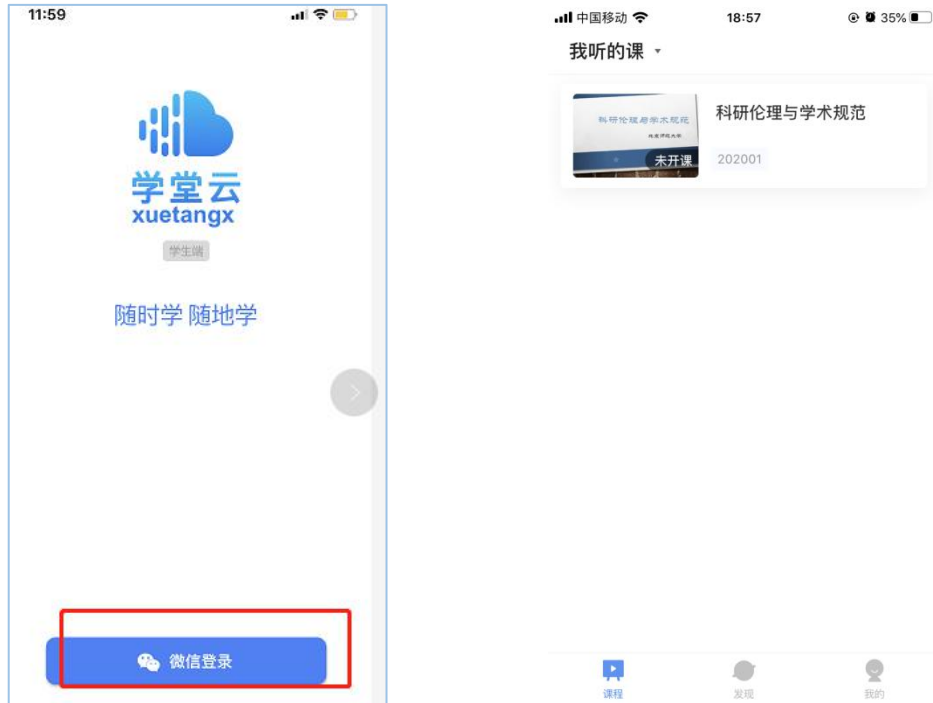 11:59
学堂云
xuetangx
学生端
随时学 随地学
微信登录
中国移动
18:57
35%
我听的课
科研伦理与学术规范
科研伦理与学术规范
未开课
202001
课程
发现
我的